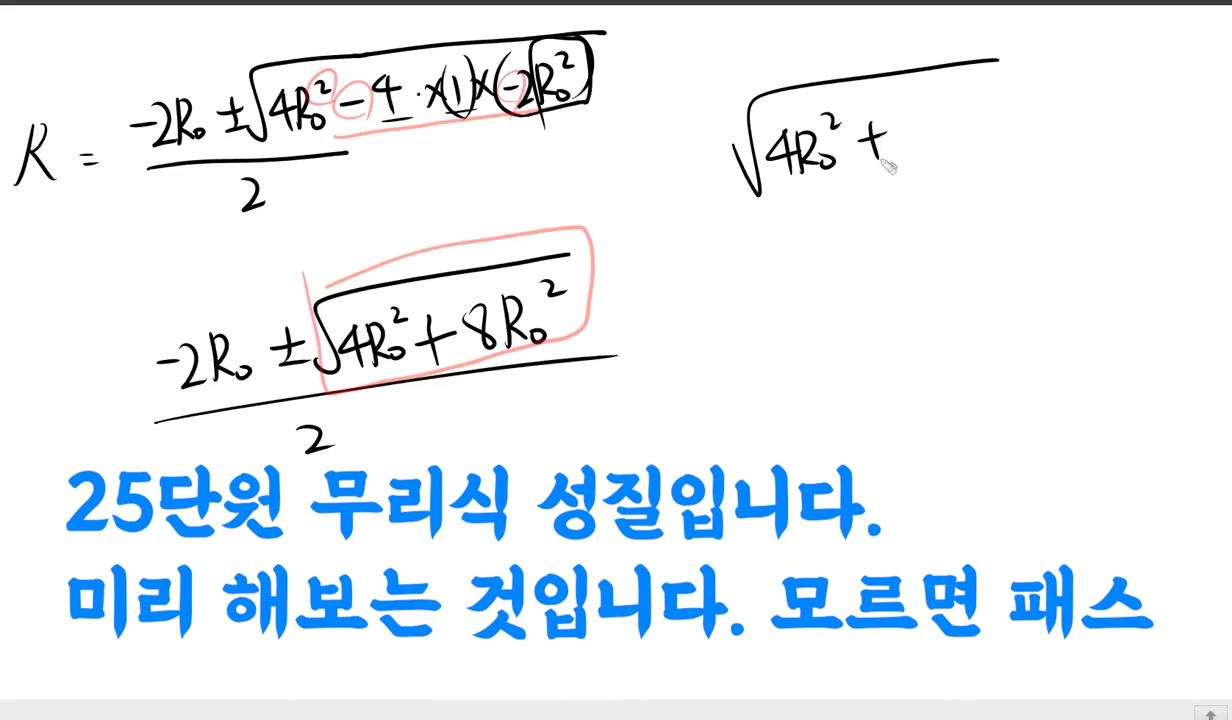 R = (-2R₀ ± √(4R₀² - 4 · × (1) × (-2R₀²))) / 2
√(4R₀² +
(-2R₀ ± √(4R₀² + 8R₀²)) / 2
25단원 무리식 성질입니다.
미리 해보는 것입니다. 모르면 패스